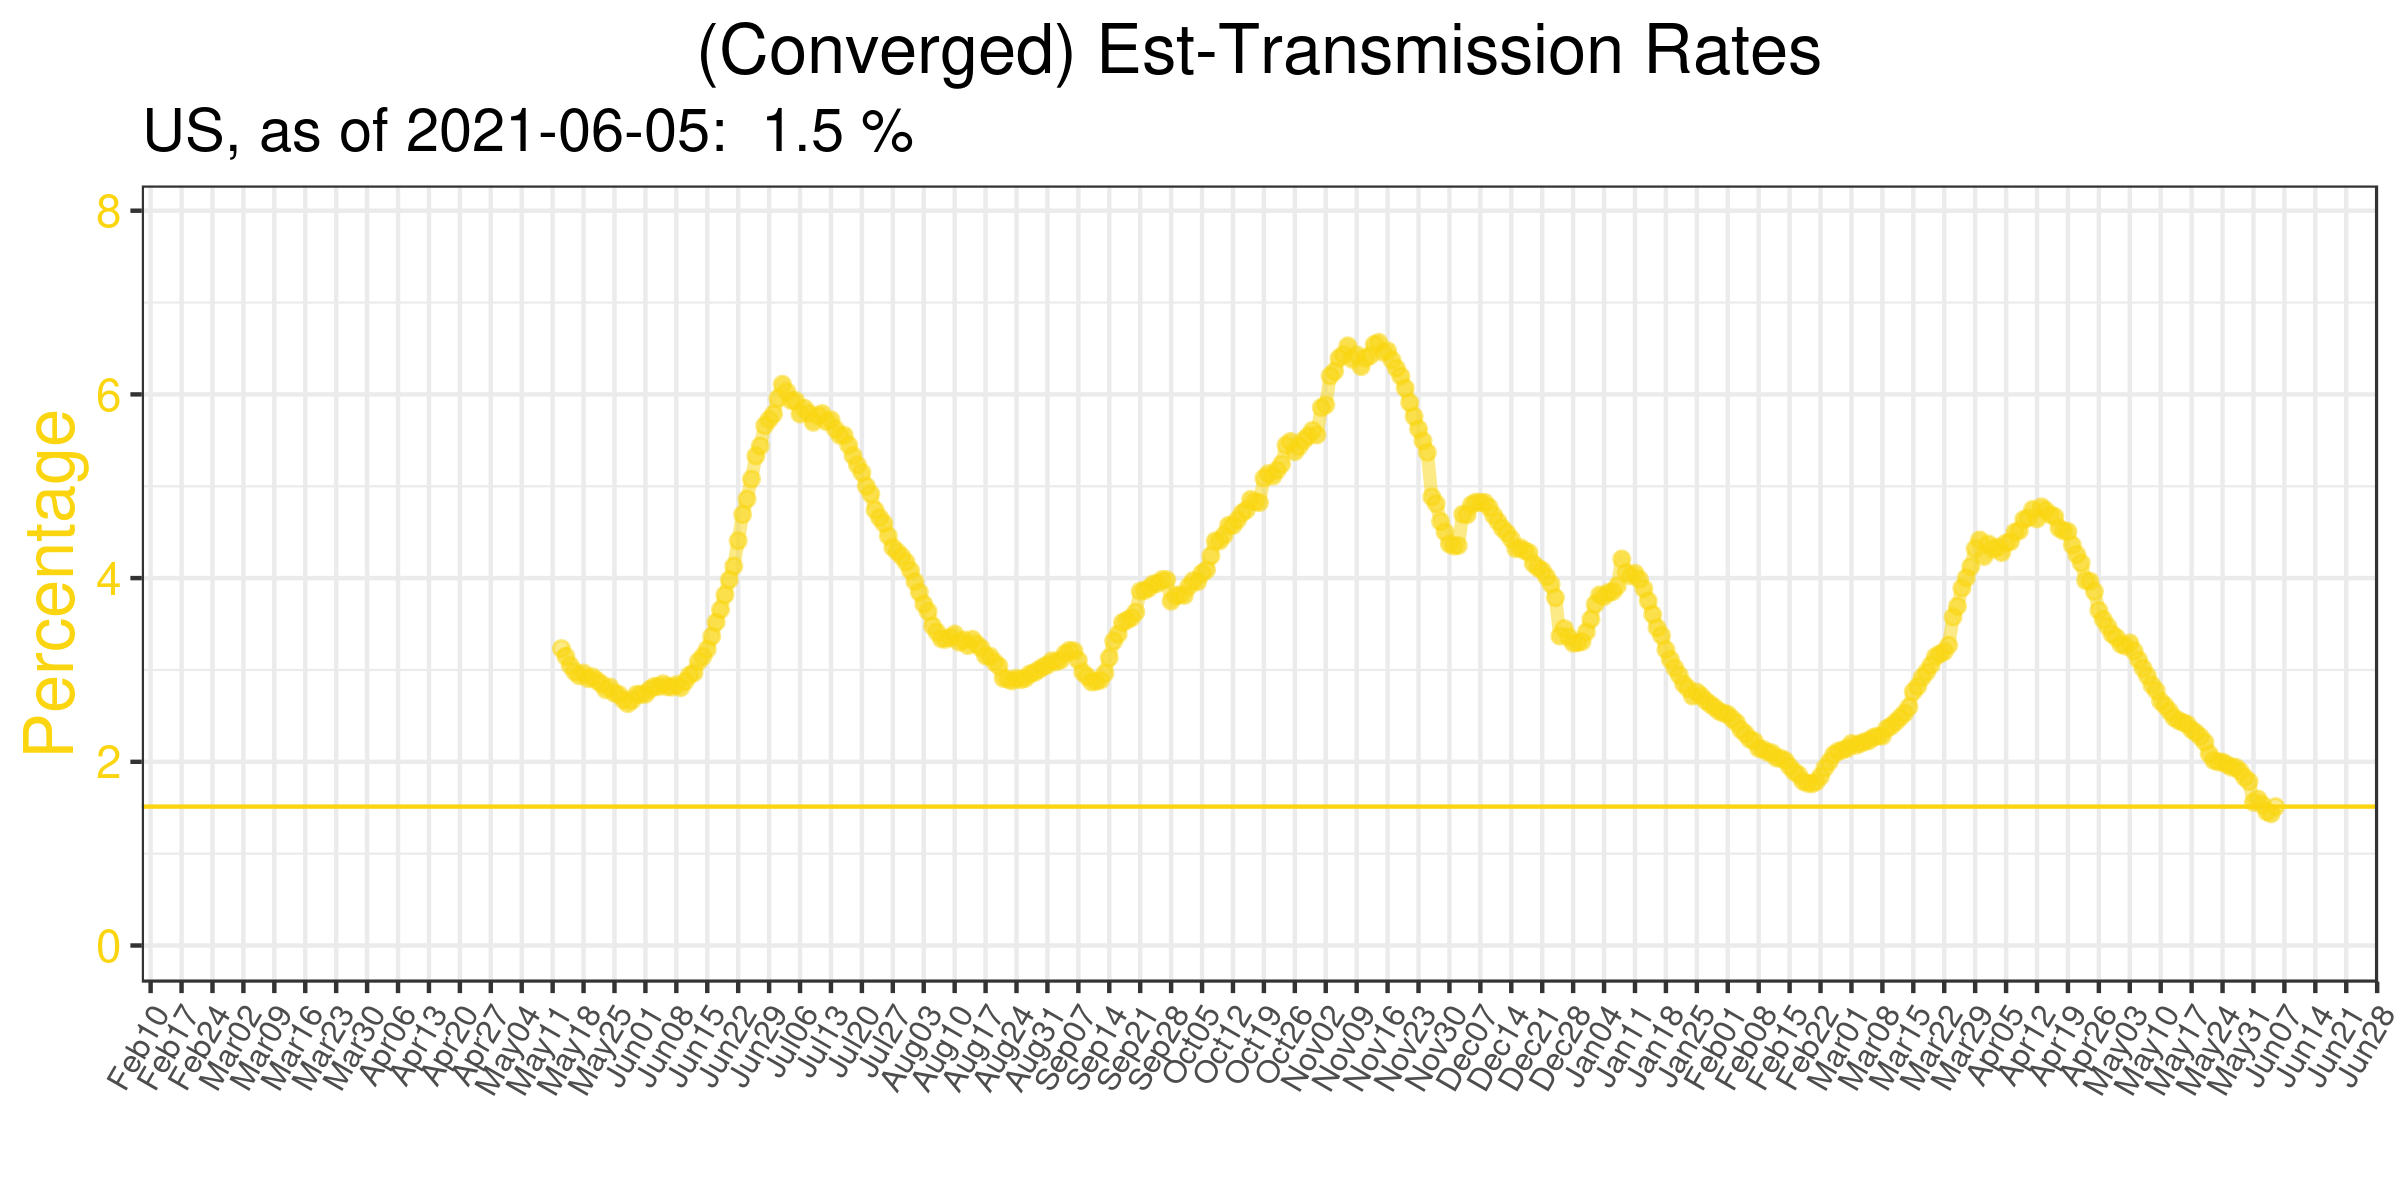 (Converged) Est-Transmission Rates
US, as of 2021-06-05:  1.5 %
Percentage
8
6
4
2
0
Feb10
Feb17
Feb24
Mar02
Mar09
Mar16
Mar23
Mar30
Apr06
Apr13
Apr20
Apr27
May04
May11
May18
May25
Jun01
Jun08
Jun15
Jun22
Jun29
Jul06
Jul13
Jul20
Jul27
Aug03
Aug10
Aug17
Aug24
Aug31
Sep07
Sep14
Sep21
Sep28
Oct05
Oct12
Oct19
Oct26
Nov02
Nov09
Nov16
Nov23
Nov30
Dec07
Dec14
Dec21
Dec28
Jan04
Jan11
Jan18
Jan25
Feb01
Feb08
Feb15
Feb22
Mar01
Mar08
Mar15
Mar22
Mar29
Apr05
Apr12
Apr19
Apr26
May03
May10
May17
May24
May31
Jun07
Jun14
Jun21
Jun28